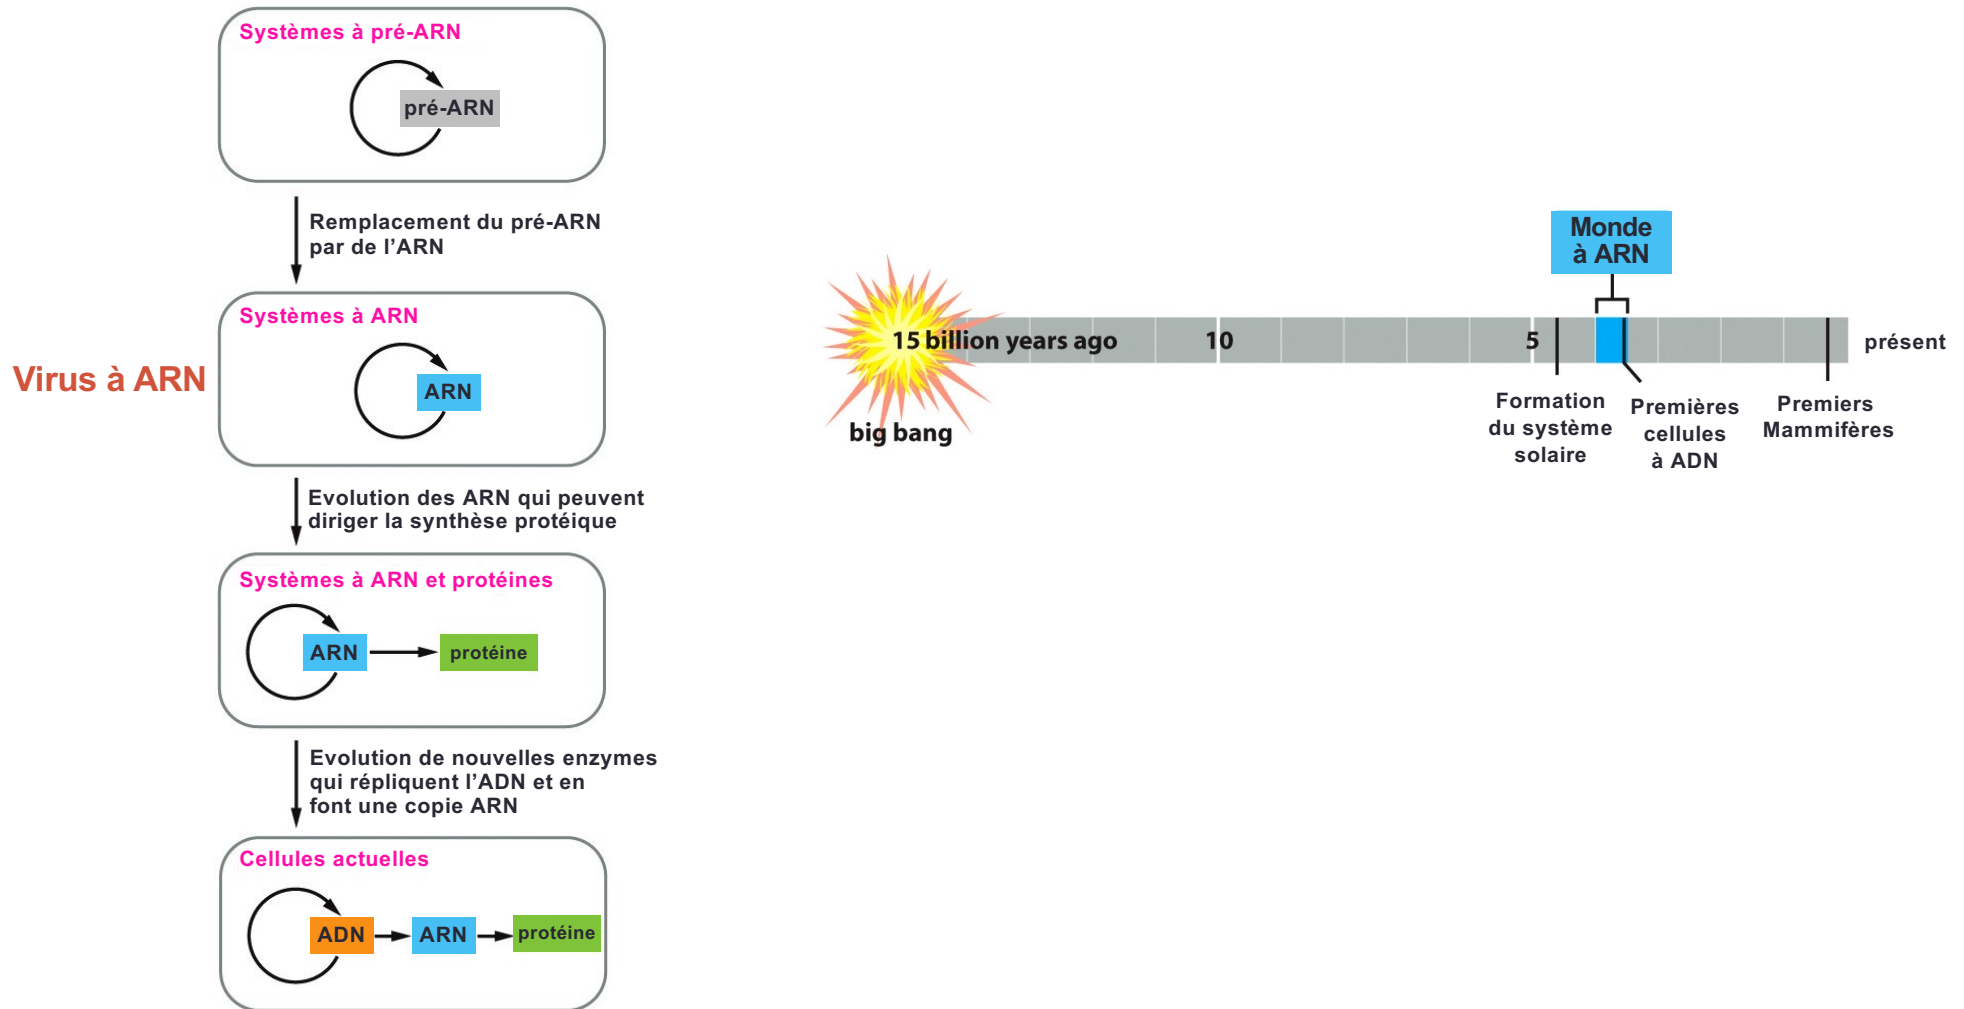 Systèmes à pré-ARN
pré-ARN
Remplacement du pré-ARN
par de l'ARN
Systèmes à ARN
Virus à ARN
ARN
Evolution des ARN qui peuvent
diriger la synthèse protéique
Systèmes à ARN et protéines
ARN
protéine
Evolution de nouvelles enzymes
qui répliquent l'ADN et en
font une copie ARN
Cellules actuelles
ADN
ARN
protéine
Monde
à ARN
15 billion years ago
10
5
présent
big bang
Formation
du système
solaire
Premières
cellules
à ADN
Premiers
Mammifères